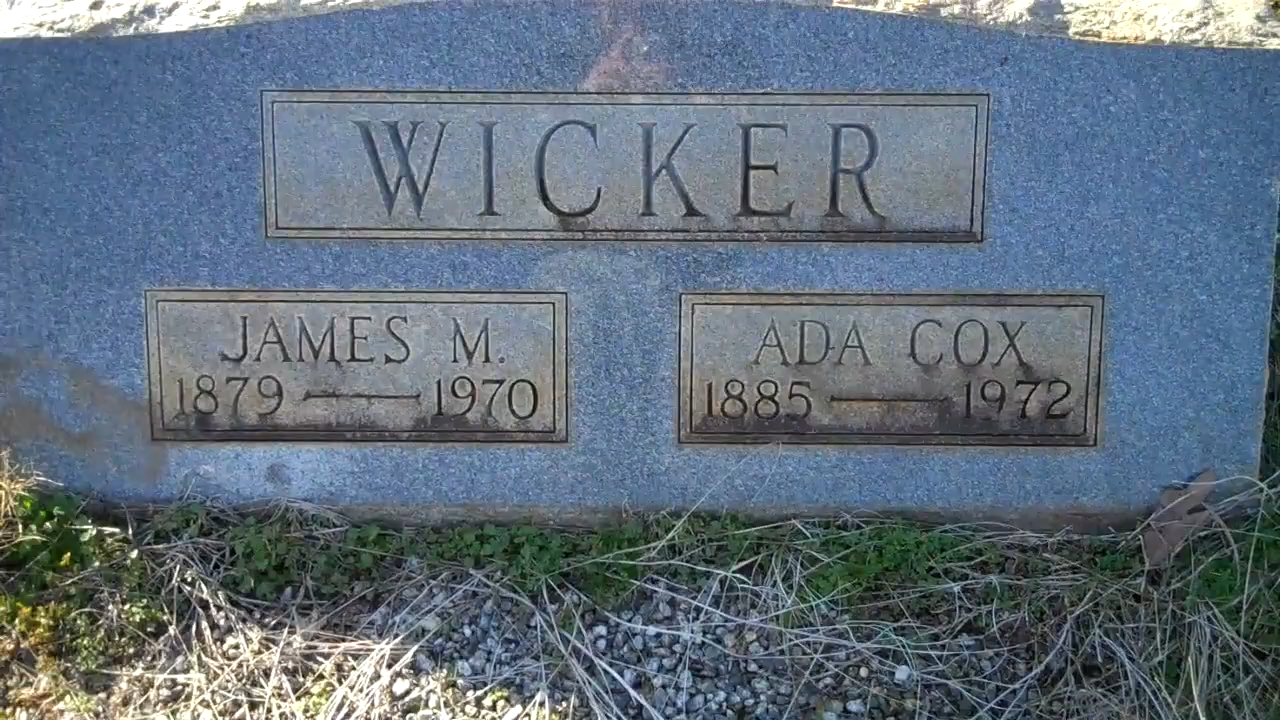 WICKER
JAMES M.
1879 — 1970
ADA COX
1885 — 1972